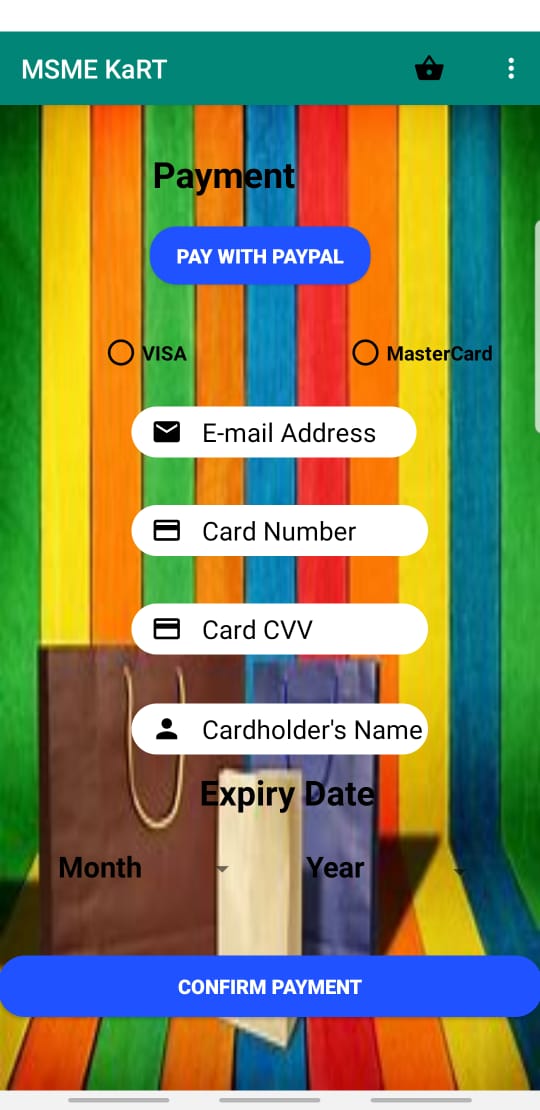 MSME KaRT
Payment
PAY WITH PAYPAL
VISA
MasterCard
E-mail Address
Card Number
Card CVV
Cardholder's Name
Expiry Date
Month
Year
CONFIRM PAYMENT